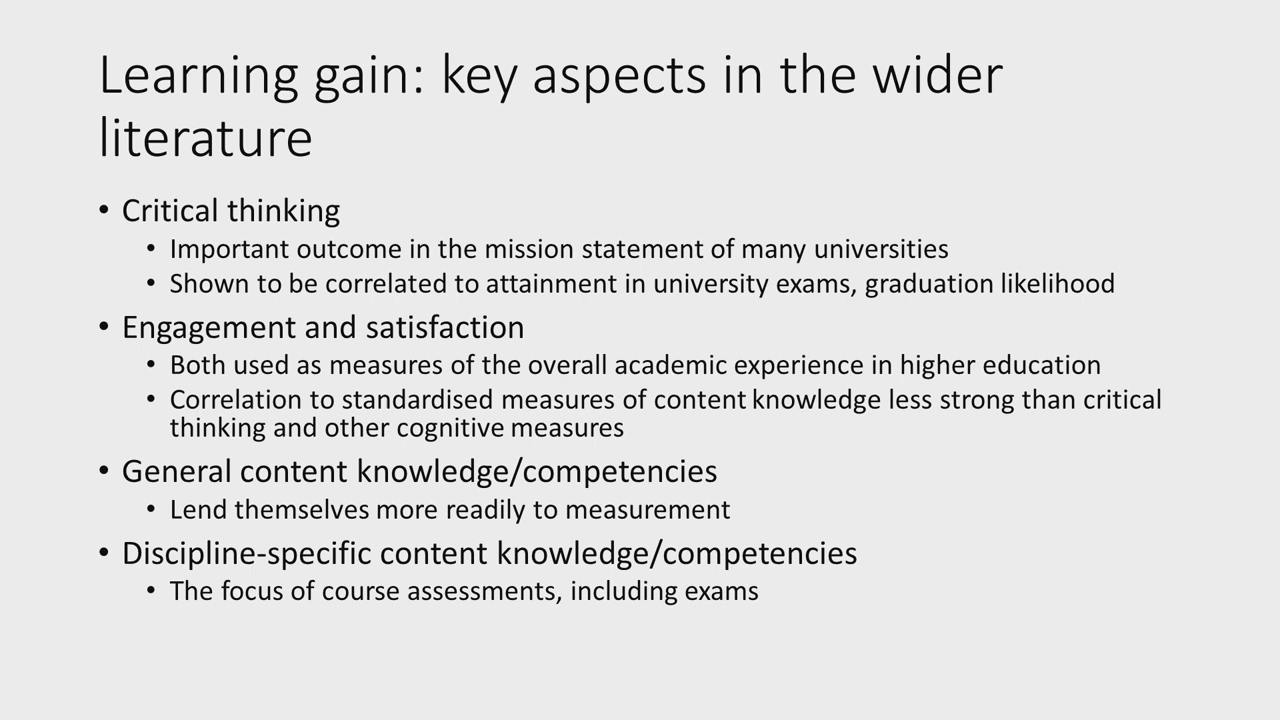 Learning gain: key aspects in the wider
literature
• Critical thinking
• Important outcome in the mission statement of many universities
• Shown to be correlated to attainment in university exams, graduation likelihood
• Engagement and satisfaction
• Both used as measures of the overall academic experience in higher education
• Correlation to standardised measures of content knowledge less strong than critical
thinking and other cognitive measures
• General content knowledge/competencies
• Lend themselves more readily to measurement
• Discipline-specific content knowledge/competencies
• The focus of course assessments, including exams